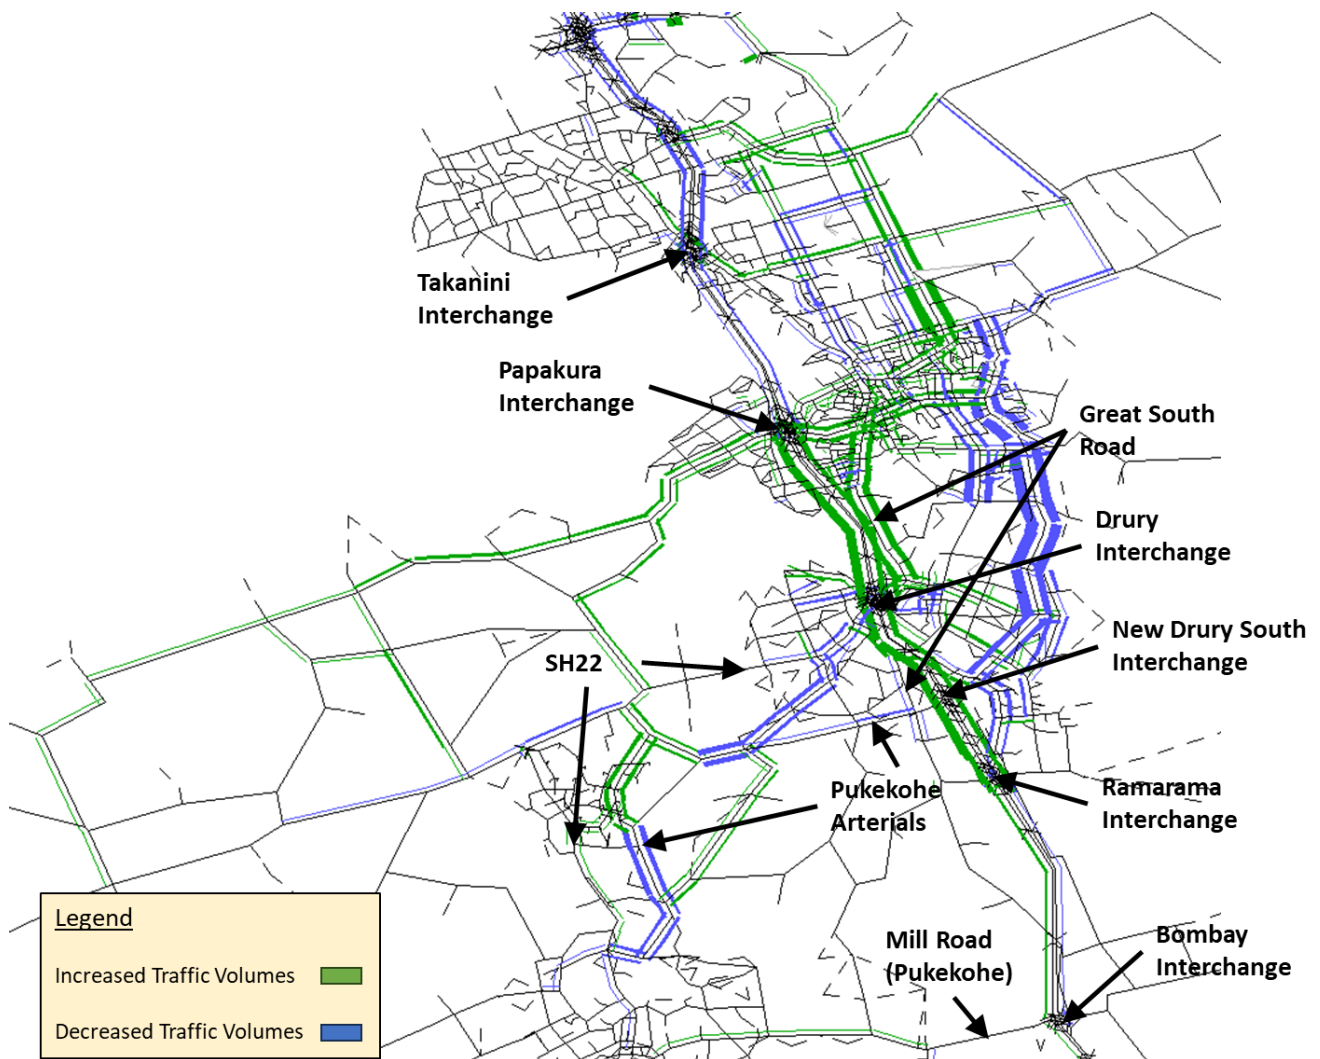 Takanini
Interchange
Papakura
Interchange
Great South
Road
Drury
Interchange
New Drury South
Interchange
SH22
Pukekohe
Arterials
Ramarama
Interchange
Mill Road
(Pukekohe)
Bombay
Interchange
Legend
Increased Traffic Volumes
Decreased Traffic Volumes